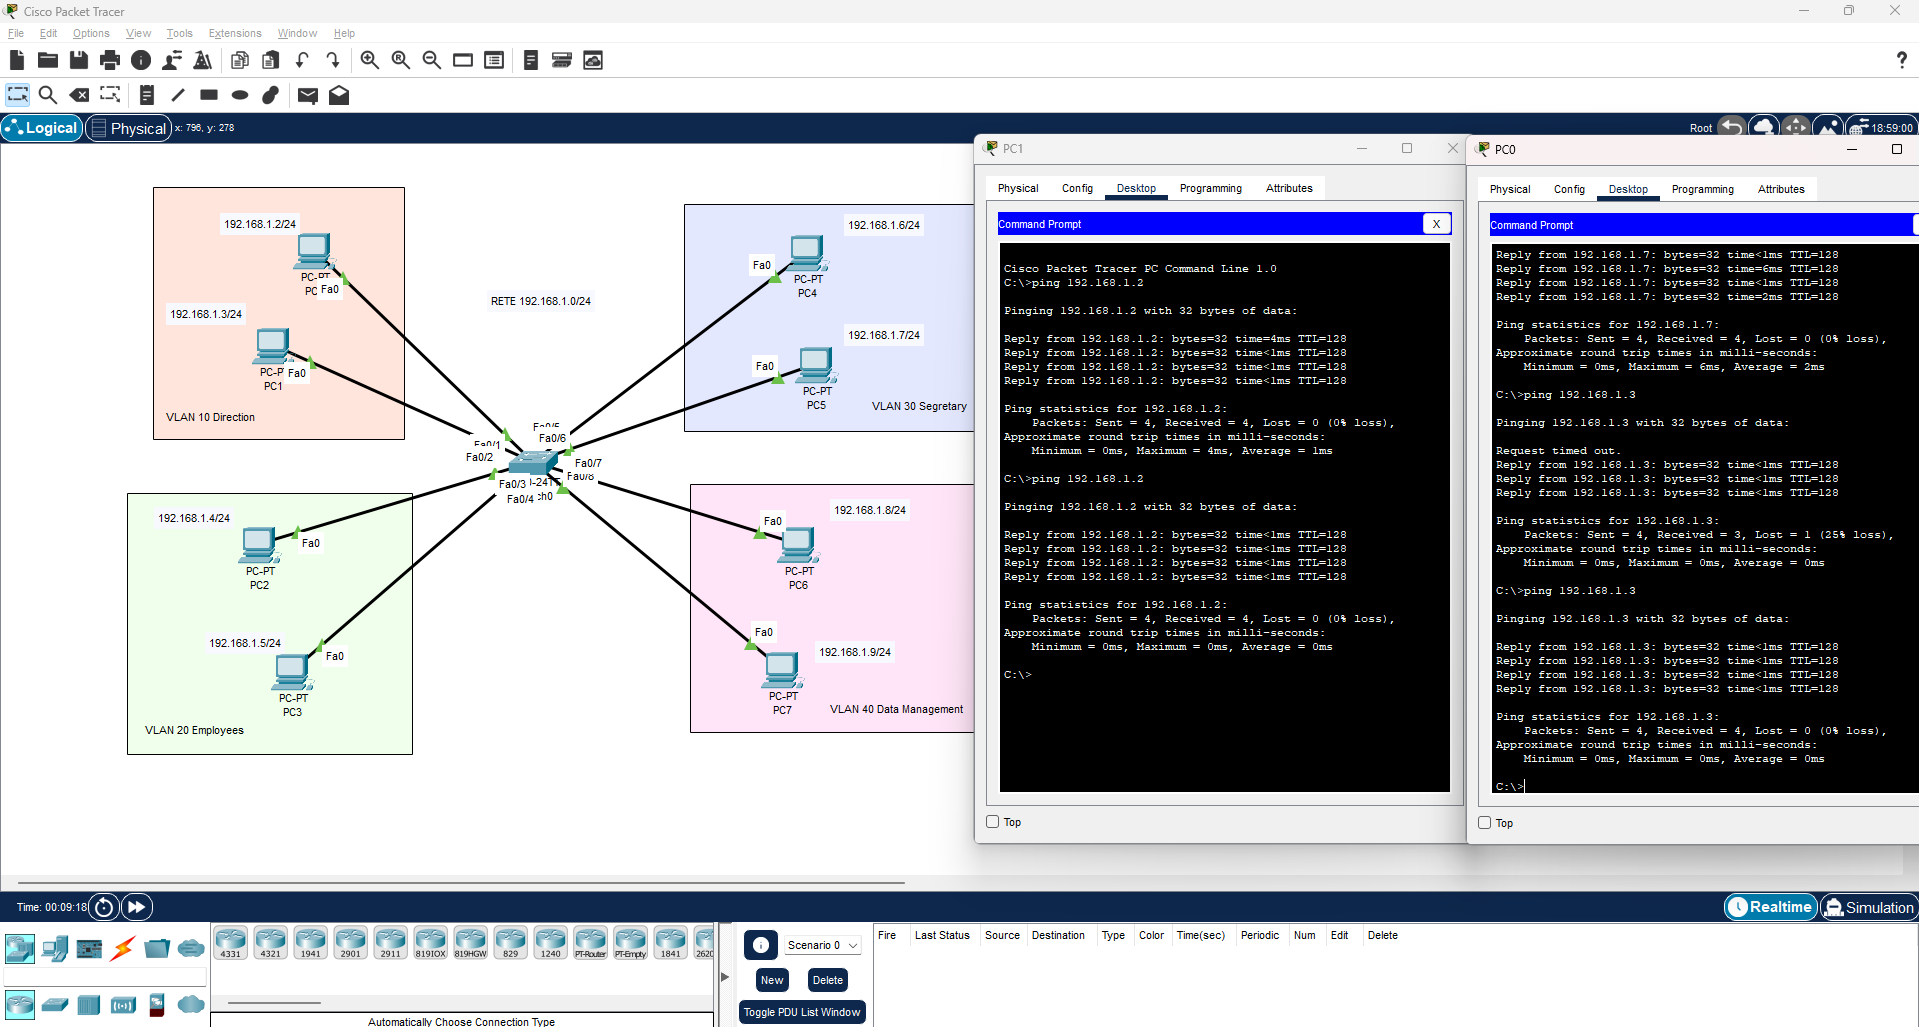 Cisco Packet Tracer
File Edit Options View Tools Extensions Window Help
Logical Physical x: 796, y: 278
Root 18:59:00
192.168.1.2/24
PC-PT
Fa0
192.168.1.3/24
Fa0
PC1
VLAN 10 Direction
RETE 192.168.1.0/24
192.168.1.6/24
Fa0
PC-PT
PC4
192.168.1.7/24
Fa0
PC-PT
PC5
VLAN 30 Segretary
Fa0/5
Fa0/6
Fa0/1
Fa0/2
Fa0/7
Fa0/8
Fa0/3
Fa0/4
192.168.1.4/24
Fa0
PC-PT
PC2
192.168.1.5/24
Fa0
PC-PT
PC3
VLAN 20 Employees
192.168.1.8/24
Fa0
PC-PT
PC6
Fa0
192.168.1.9/24
PC-PT
PC7
VLAN 40 Data Management
PC1
Physical Config Desktop Programming Attributes
Command Prompt X
Cisco Packet Tracer PC Command Line 1.0
C:\>ping 192.168.1.2
Pinging 192.168.1.2 with 32 bytes of data:
Reply from 192.168.1.2: bytes=32 time=4ms TTL=128
Reply from 192.168.1.2: bytes=32 time<1ms TTL=128
Reply from 192.168.1.2: bytes=32 time<1ms TTL=128
Reply from 192.168.1.2: bytes=32 time<1ms TTL=128
Ping statistics for 192.168.1.2:
Packets: Sent = 4, Received = 4, Lost = 0 (0% loss),
Approximate round trip times in milli-seconds:
Minimum = 0ms, Maximum = 4ms, Average = 1ms
C:\>ping 192.168.1.2
Pinging 192.168.1.2 with 32 bytes of data:
Reply from 192.168.1.2: bytes=32 time<1ms TTL=128
Reply from 192.168.1.2: bytes=32 time<1ms TTL=128
Reply from 192.168.1.2: bytes=32 time<1ms TTL=128
Reply from 192.168.1.2: bytes=32 time<1ms TTL=128
Ping statistics for 192.168.1.2:
Packets: Sent = 4, Received = 4, Lost = 0 (0% loss),
Approximate round trip times in milli-seconds:
Minimum = 0ms, Maximum = 0ms, Average = 0ms
C:\>
Top
PC0
Physical Config Desktop Programming Attributes
Command Prompt
Reply from 192.168.1.7: bytes=32 time<1ms TTL=128
Reply from 192.168.1.7: bytes=32 time=6ms TTL=128
Reply from 192.168.1.7: bytes=32 time<1ms TTL=128
Reply from 192.168.1.7: bytes=32 time=2ms TTL=128
Ping statistics for 192.168.1.7:
Packets: Sent = 4, Received = 4, Lost = 0 (0% loss),
Approximate round trip times in milli-seconds:
Minimum = 0ms, Maximum = 6ms, Average = 2ms
C:\>ping 192.168.1.3
Pinging 192.168.1.3 with 32 bytes of data:
Request timed out.
Reply from 192.168.1.3: bytes=32 time<1ms TTL=128
Reply from 192.168.1.3: bytes=32 time<1ms TTL=128
Reply from 192.168.1.3: bytes=32 time<1ms TTL=128
Ping statistics for 192.168.1.3:
Packets: Sent = 4, Received = 3, Lost = 1 (25% loss),
Approximate round trip times in milli-seconds:
Minimum = 0ms, Maximum = 0ms, Average = 0ms
C:\>ping 192.168.1.3
Pinging 192.168.1.3 with 32 bytes of data:
Reply from 192.168.1.3: bytes=32 time<1ms TTL=128
Reply from 192.168.1.3: bytes=32 time<1ms TTL=128
Reply from 192.168.1.3: bytes=32 time<1ms TTL=128
Reply from 192.168.1.3: bytes=32 time<1ms TTL=128
Ping statistics for 192.168.1.3:
Packets: Sent = 4, Received = 4, Lost = 0 (0% loss),
Approximate round trip times in milli-seconds:
Minimum = 0ms, Maximum = 0ms, Average = 0ms
C:\>
Top
Time: 00:09:18
Realtime Simulation
4331 4321 1941 2901 2911 819IOX 819HGW 829 1240 PT-Router PT-Empty 1841 2620
Automatically Choose Connection Type
Scenario 0
New Delete
Toggle PDU List Window
Fire Last Status Source Destination Type Color Time(sec) Periodic Num Edit Delete